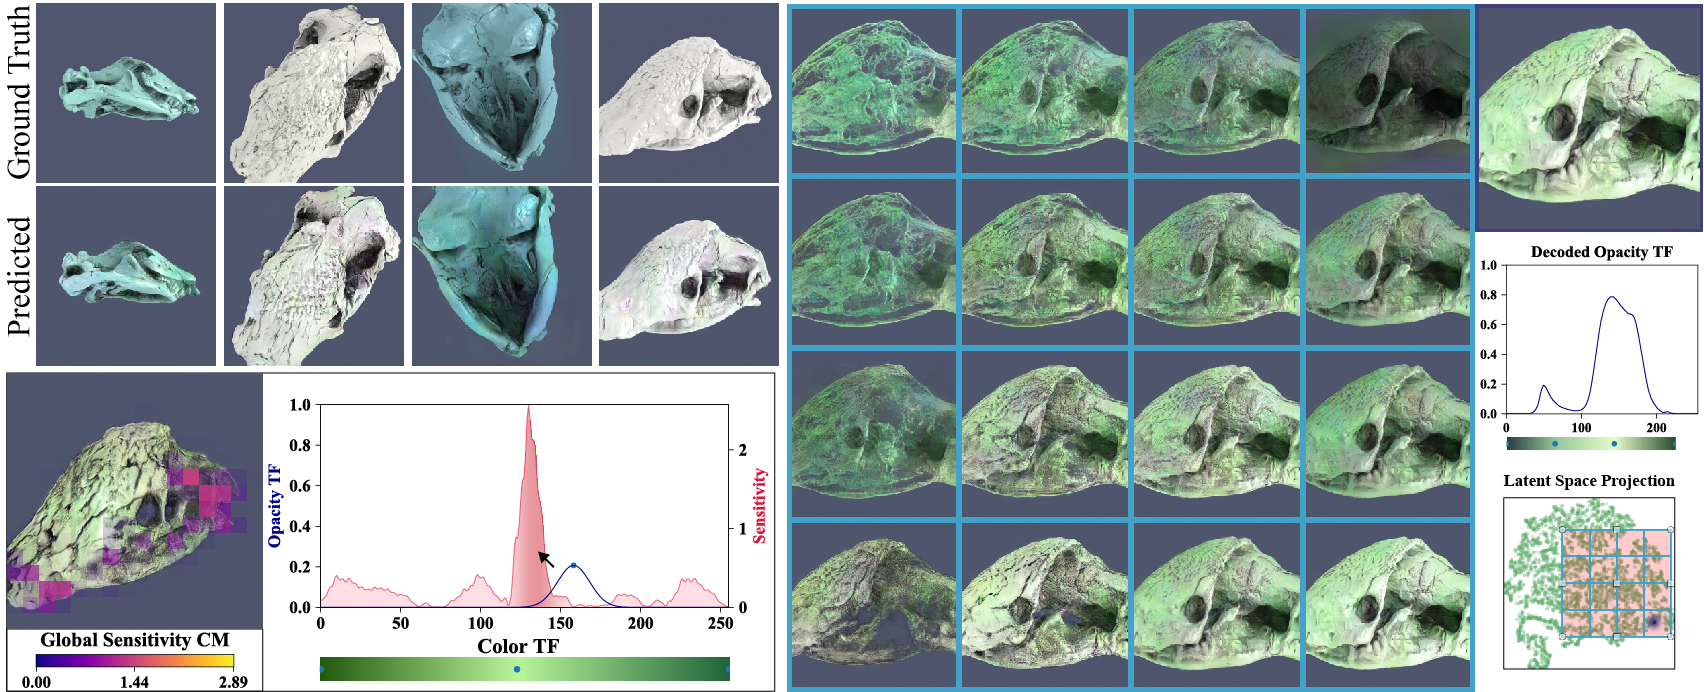 Ground Truth
Predicted
Opacity TF
1.0
0.8
0.6
0.4
0.2
0.0
2
1
0
Sensitivity
0 50 100 150 200 250
Color TF
Global Sensitivity CM
0.00 1.44 2.89
Decoded Opacity TF
1.0
0.8
0.6
0.4
0.2
0.0
0 100 200
Latent Space Projection